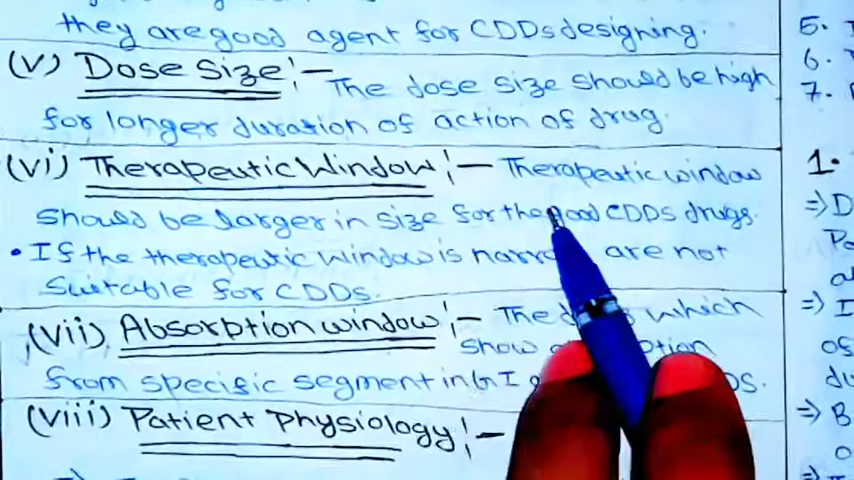 they are good agent for CDDs designing.
(v) Dose size:- The dose size should be high
for longer duration of action of drug.
(vi) Therapeutic Window:- Therapeutic window
should be larger in size for the good CDDs drugs.
• If the therapeutic window is are not
suitable for CDDs.
(vii) Absorption window:- The which
show
from specific segment in GI
(viii) Patient Physiology:-
5.
6.
7.
1.
⇒ D
Pa
a
⇒ I
of
du
⇒ B
o